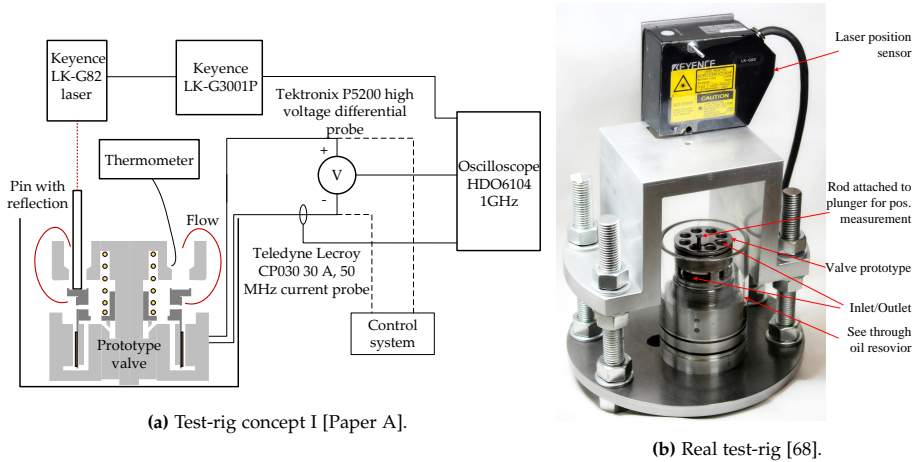 Keyence
LK-G82
laser
Keyence
LK-G3001P
Tektronix P5200 high
voltage differential
probe
Thermometer
+
V
-
Oscilloscope
HDO6104
1GHz
Pin with
reflection
Flow
Teledyne Lecroy
CP030 30 A, 50
MHz current probe
Prototype
valve
Control
system
(a) Test-rig concept I [Paper A].
KEYENCE
LK-G82
CAUTION
Laser position
sensor
Rod attached to
plunger for pos.
measurement
Valve prototype
Inlet/Outlet
See through
oil resovior
(b) Real test-rig [68].